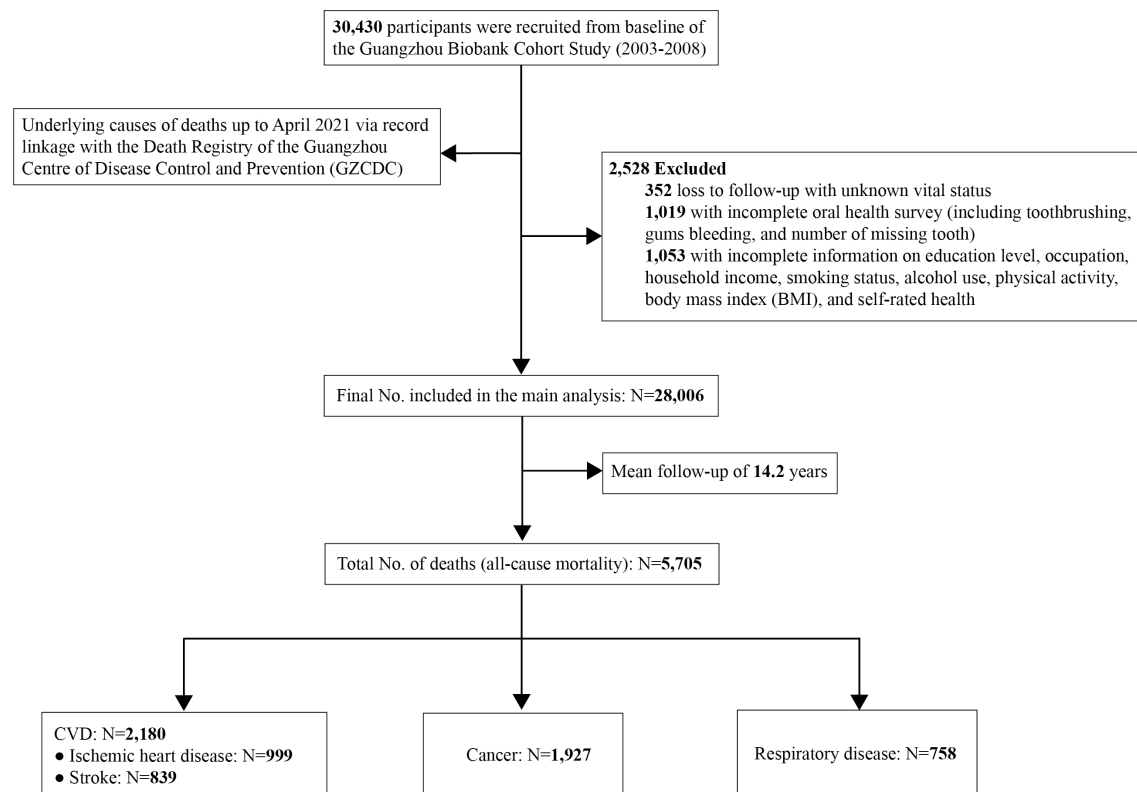 30,430 participants were recruited from baseline of
the Guangzhou Biobank Cohort Study (2003-2008)
Underlying causes of deaths up to April 2021 via record
linkage with the Death Registry of the Guangzhou
Centre of Disease Control and Prevention (GZCDC)
2,528 Excluded
352 loss to follow-up with unknown vital status
1,019 with incomplete oral health survey (including toothbrushing,
gums bleeding, and number of missing tooth)
1,053 with incomplete information on education level, occupation,
household income, smoking status, alcohol use, physical activity,
body mass index (BMI), and self-rated health
Final No. included in the main analysis: N=28,006
Mean follow-up of 14.2 years
Total No. of deaths (all-cause mortality): N=5,705
CVD: N=2,180
● Ischemic heart disease: N=999
● Stroke: N=839
Cancer: N=1,927
Respiratory disease: N=758